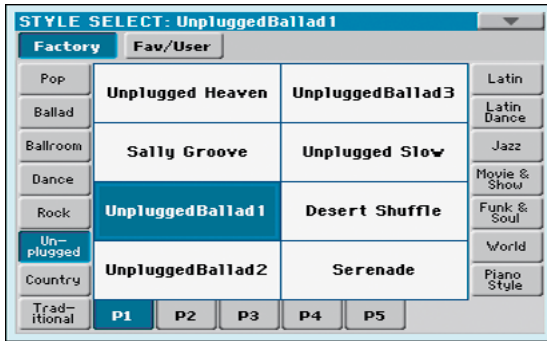 STYLE SELECT: UnpluggedBallad1
Factory Fav/User
Pop
Ballad
Ballroom
Dance
Rock
Un-
plugged
Country
Trad-
itional
Unplugged Heaven UnpluggedBallad3
Sally Groove Unplugged Slow
UnpluggedBallad1 Desert Shuffle
UnpluggedBallad2 Serenade
Latin
Latin
Dance
Jazz
Movie &
Show
Funk &
Soul
World
Piano
Style
P1 P2 P3 P4 P5